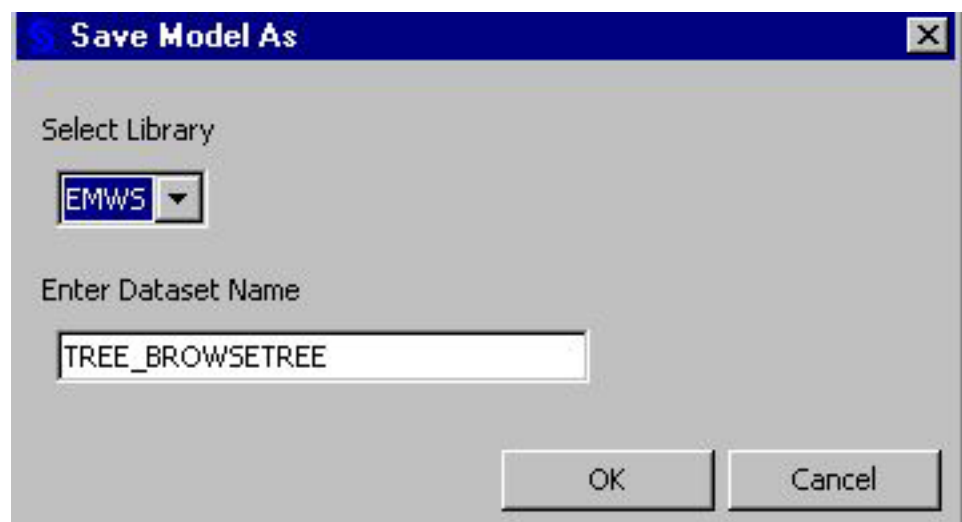 Save Model As
Select Library
EMWS
Enter Dataset Name
TREE_BROWSETREE
OK Cancel